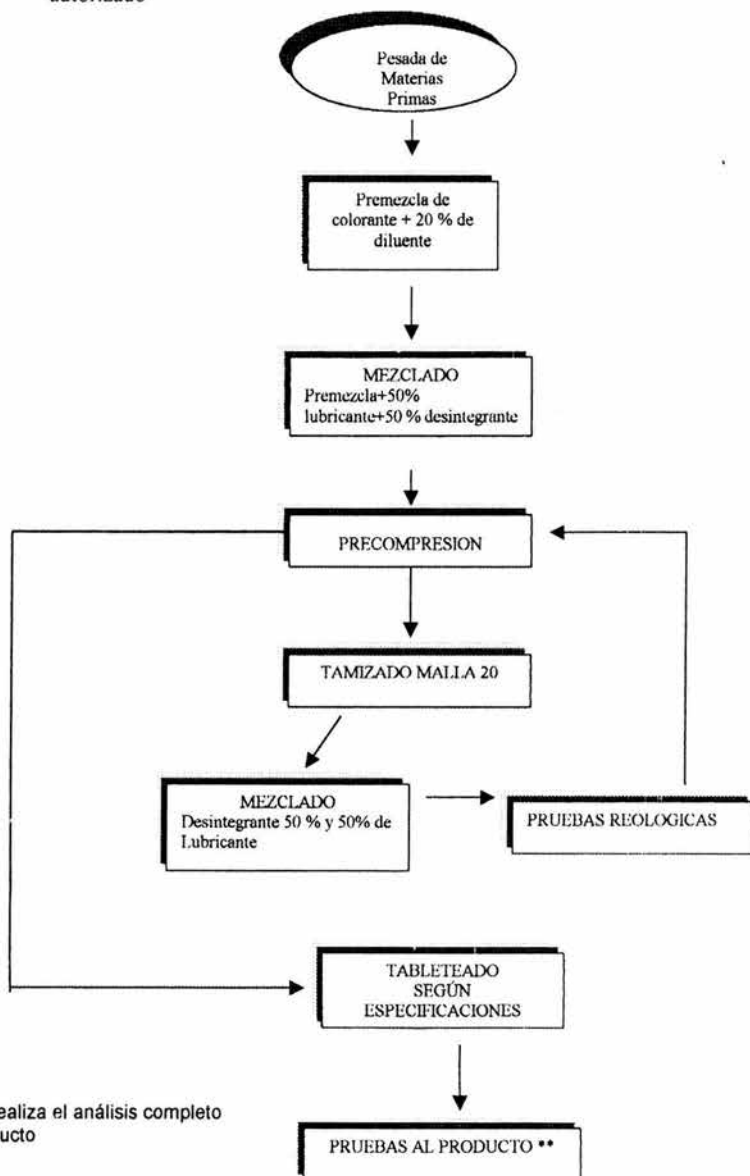 autorizado
Pesada de
Materias
Primas
Premezcla de
colorante + 20 % de
diluente
MEZCLADO
Premezcla+50%
lubricante+50 % desintegrante
PRECOMPRESION
TAMIZADO MALLA 20
MEZCLADO
Desintegrante 50 % y 50% de
Lubricante
PRUEBAS REOLOGICAS
TABLETEADO
SEGÚN
ESPECIFICACIONES
ealiza el análisis completo
ucto
PRUEBAS AL PRODUCTO **